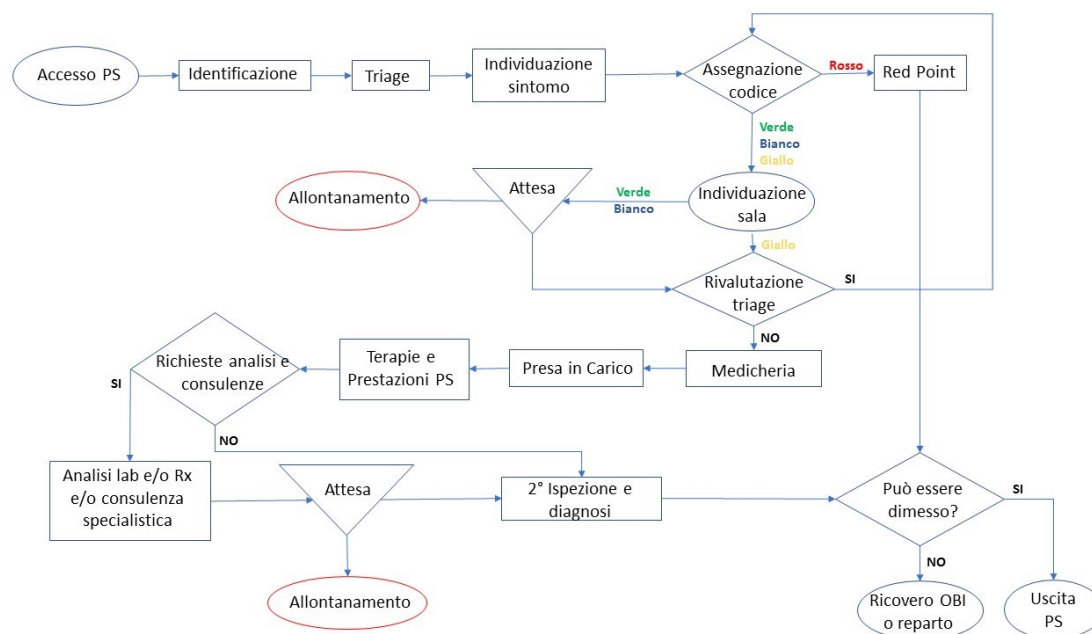 Accesso PS
Identificazione
Triage
Individuazione
sintomo
Assegnazione
codice
Rosso
Red Point
Verde
Bianco
Giallo
Allontanamento
Attesa
Verde
Bianco
Individuazione
sala
Giallo
Rivalutazione
triage
SI
NO
Richieste analisi e
consulenze
Terapie e
Prestazioni PS
Presa in Carico
Medicheria
SI
NO
Analisi lab e/o Rx
e/o consulenza
specialistica
Attesa
2° Ispezione e
diagnosi
Può essere
dimesso?
SI
NO
Allontanamento
Ricovero OBI
o reparto
Uscita
PS